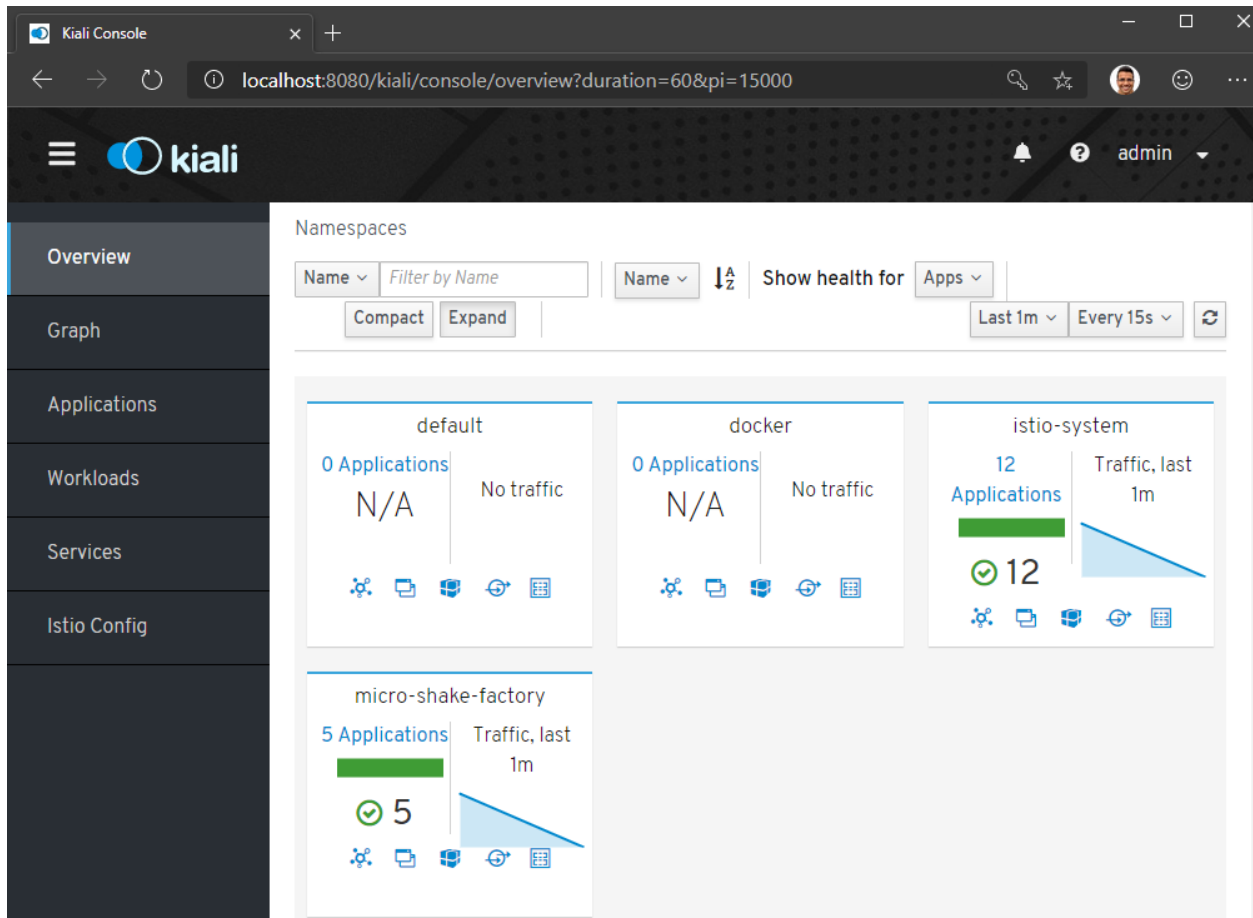 Kiali Console
localhost:8080/kiali/console/overview?duration=60&pi=15000
kiali
admin
Overview
Graph
Applications
Workloads
Services
Istio Config
Namespaces
Name Filter by Name Name A Z Show health for Apps
Compact Expand Last 1m Every 15s
default
0 Applications
N/A
No traffic
docker
0 Applications
N/A
No traffic
istio-system
12
Applications
12
Traffic, last
1m
micro-shake-factory
5 Applications
5
Traffic, last
1m